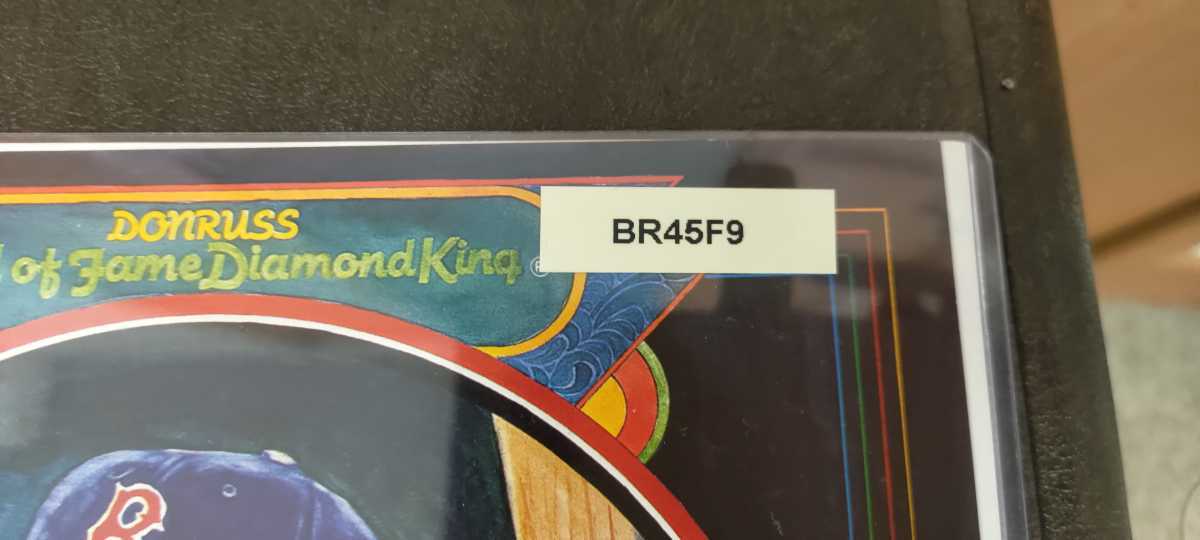 DONRUSS
of Fame Diamond King ®
BR45F9
B